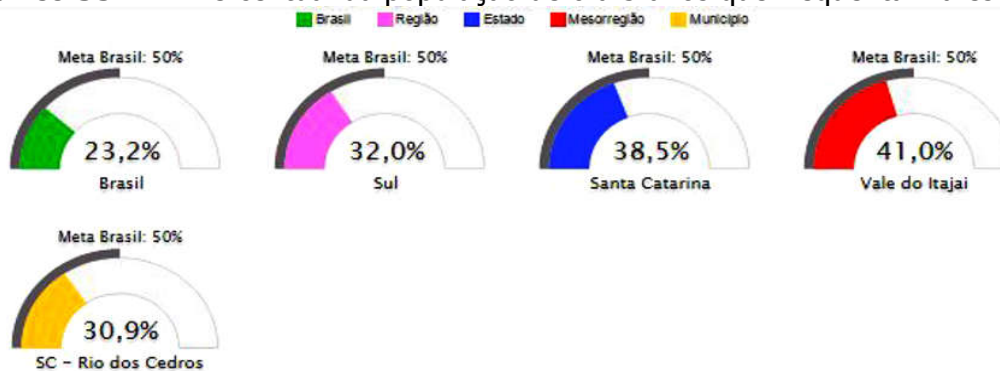 Brasil Região Estado Mesorregião Município
Meta Brasil: 50% Meta Brasil: 50% Meta Brasil: 50% Meta Brasil: 50%
23,2% 32,0% 38,5% 41,0%
Brasil Sul Santa Catarina Vale do Itajaí
Meta Brasil: 50%
30,9%
SC - Rio dos Cedros